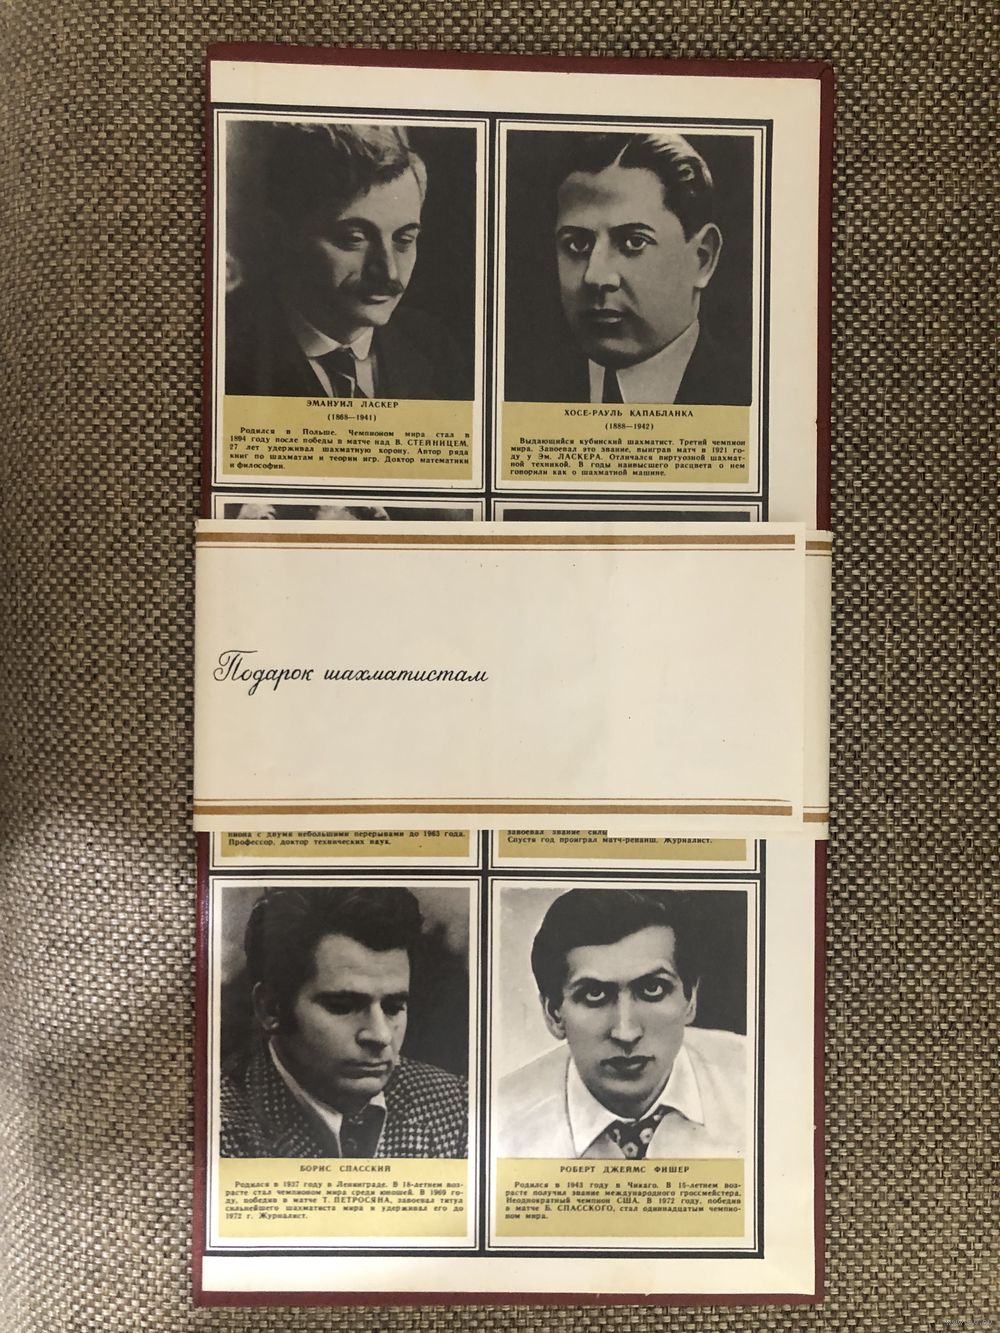 ЭМАНУИЛ ЛАСКЕР
(1868—1941)
Родился в Польше. Чемпионом мира стал в
1894 году после победы в матче над В. СТЕЙНИЦЕМ.
27 лет удерживал шахматную корону. Автор ряда
книг по шахматам и теории игр. Доктор математики
и философии.
ХОСЕ-РАУЛЬ КАПАБЛАНКА
(1888—1942)
Выдающийся кубинский шахматист. Третий чемпион
мира. Завоевал это звание, выиграв матч в 1921 го-
ду у Эм. ЛАСКЕРА. Отличался виртуозной шахмат-
ной техникой. В годы наивысшего расцвета о нем
говорили как о шахматной машине.
Подарок шахматистам
пиона с двумя небольшими перерывами до 1963 года.
Профессор, доктор технических наук.
завоевал звание
Спустя год проиграл матч-реванш. Журналист.
БОРИС СПАССКИЙ
Родился в 1937 году в Ленинграде. В 18-летнем воз-
расте стал чемпионом мира среди юношей. В 1969 го-
ду, победив в матче Т. ПЕТРОСЯНА, завоевал титул
сильнейшего шахматиста мира и удерживал его до
1972 г. Журналист.
РОБЕРТ ДЖЕЙМС ФИШЕР
Родился в 1943 году в Чикаго. В 15-летнем воз-
расте получил звание международного гроссмейстера.
Неоднократный чемпион США. В 1972 году, победив
в матче Б. СПАССКОГО, стал одиннадцатым чемпио-
ном мира.